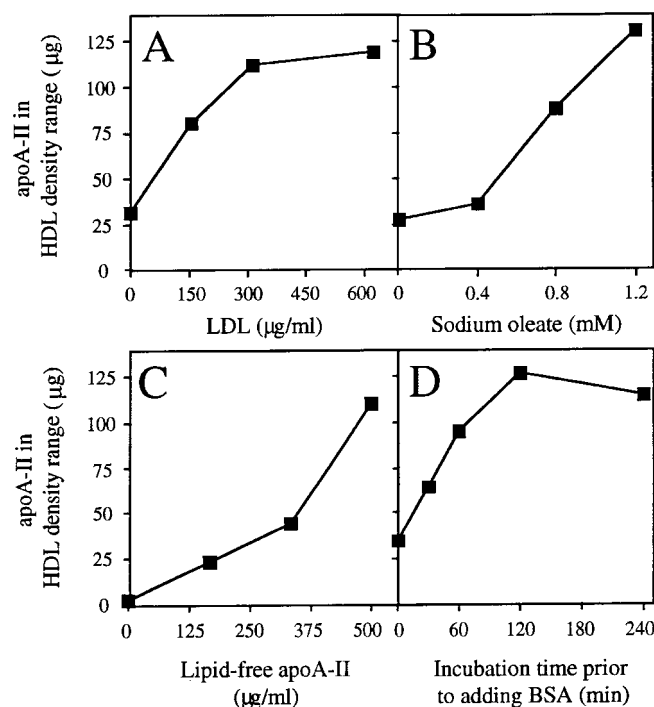 A
B
apoA-II in
HDL density range (μg)
125
100
75
50
25
0
0 150 300 450 600
LDL (μg/ml)
0 0.4 0.8 1.2
Sodium oleate (mM)
C
D
apoA-II in
HDL density range (μg)
125
100
75
50
25
0
0 125 250 375 500
Lipid-free apoA-II
(μg/ml)
0 60 120 180 240
Incubation time prior
to adding BSA (min)